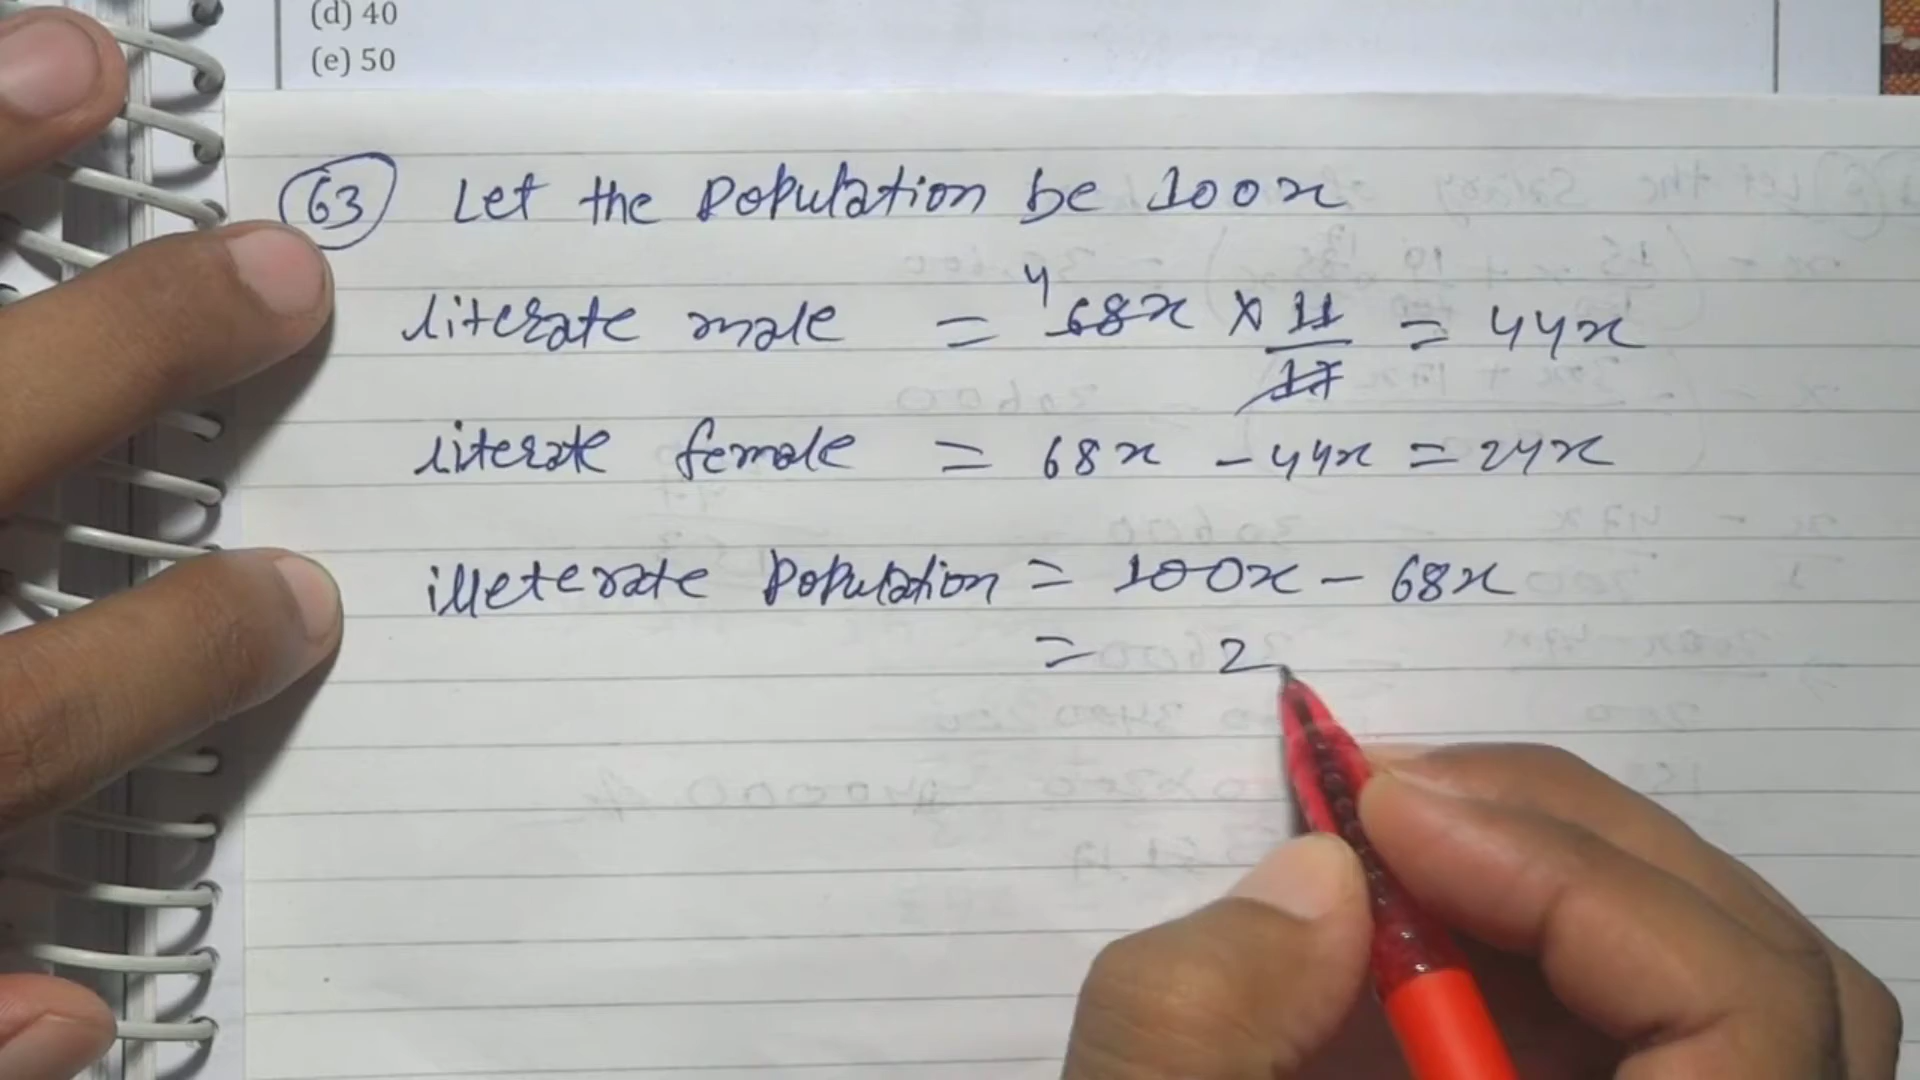 (d) 40
(e) 50
63 Let the Population be 100x
literate male = 4 68x × 11/17 = 44x
literate female = 68x - 44x = 24x
illeterate Population = 100x - 68x
= 2